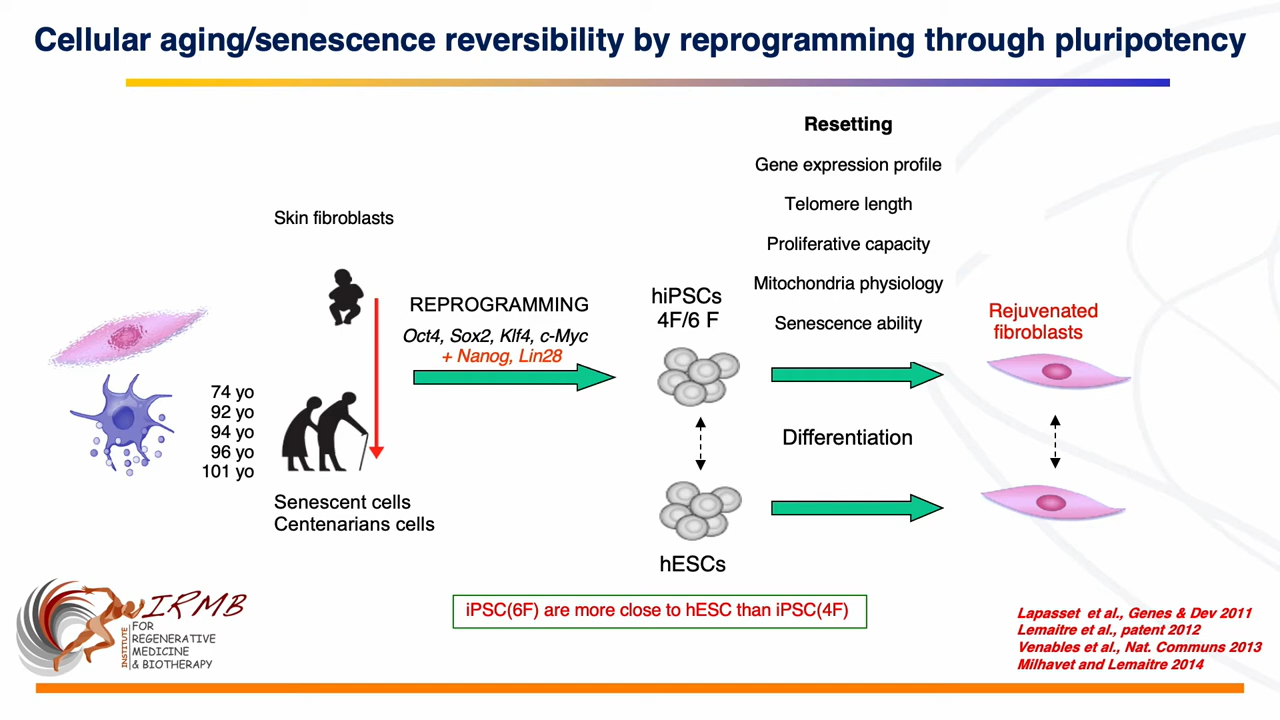 Cellular aging/senescence reversibility by reprogramming through pluripotency
Resetting
Gene expression profile
Telomere length
Proliferative capacity
Mitochondria physiology
Senescence ability
Skin fibroblasts
REPROGRAMMING
Oct4, Sox2, Klf4, c-Myc
+ Nanog, Lin28
hiPSCs
4F/6 F
Rejuvenated
fibroblasts
74 yo
92 yo
94 yo
96 yo
101 yo
Differentiation
Senescent cells
Centenarians cells
hESCs
iPSC(6F) are more close to hESC than iPSC(4F)
IRMB
INSTITUTE
FOR
REGENERATIVE
MEDICINE
& BIOTHERAPY
Lapasset et al., Genes & Dev 2011
Lemaitre et al., patent 2012
Venables et al., Nat. Communs 2013
Milhavet and Lemaitre 2014